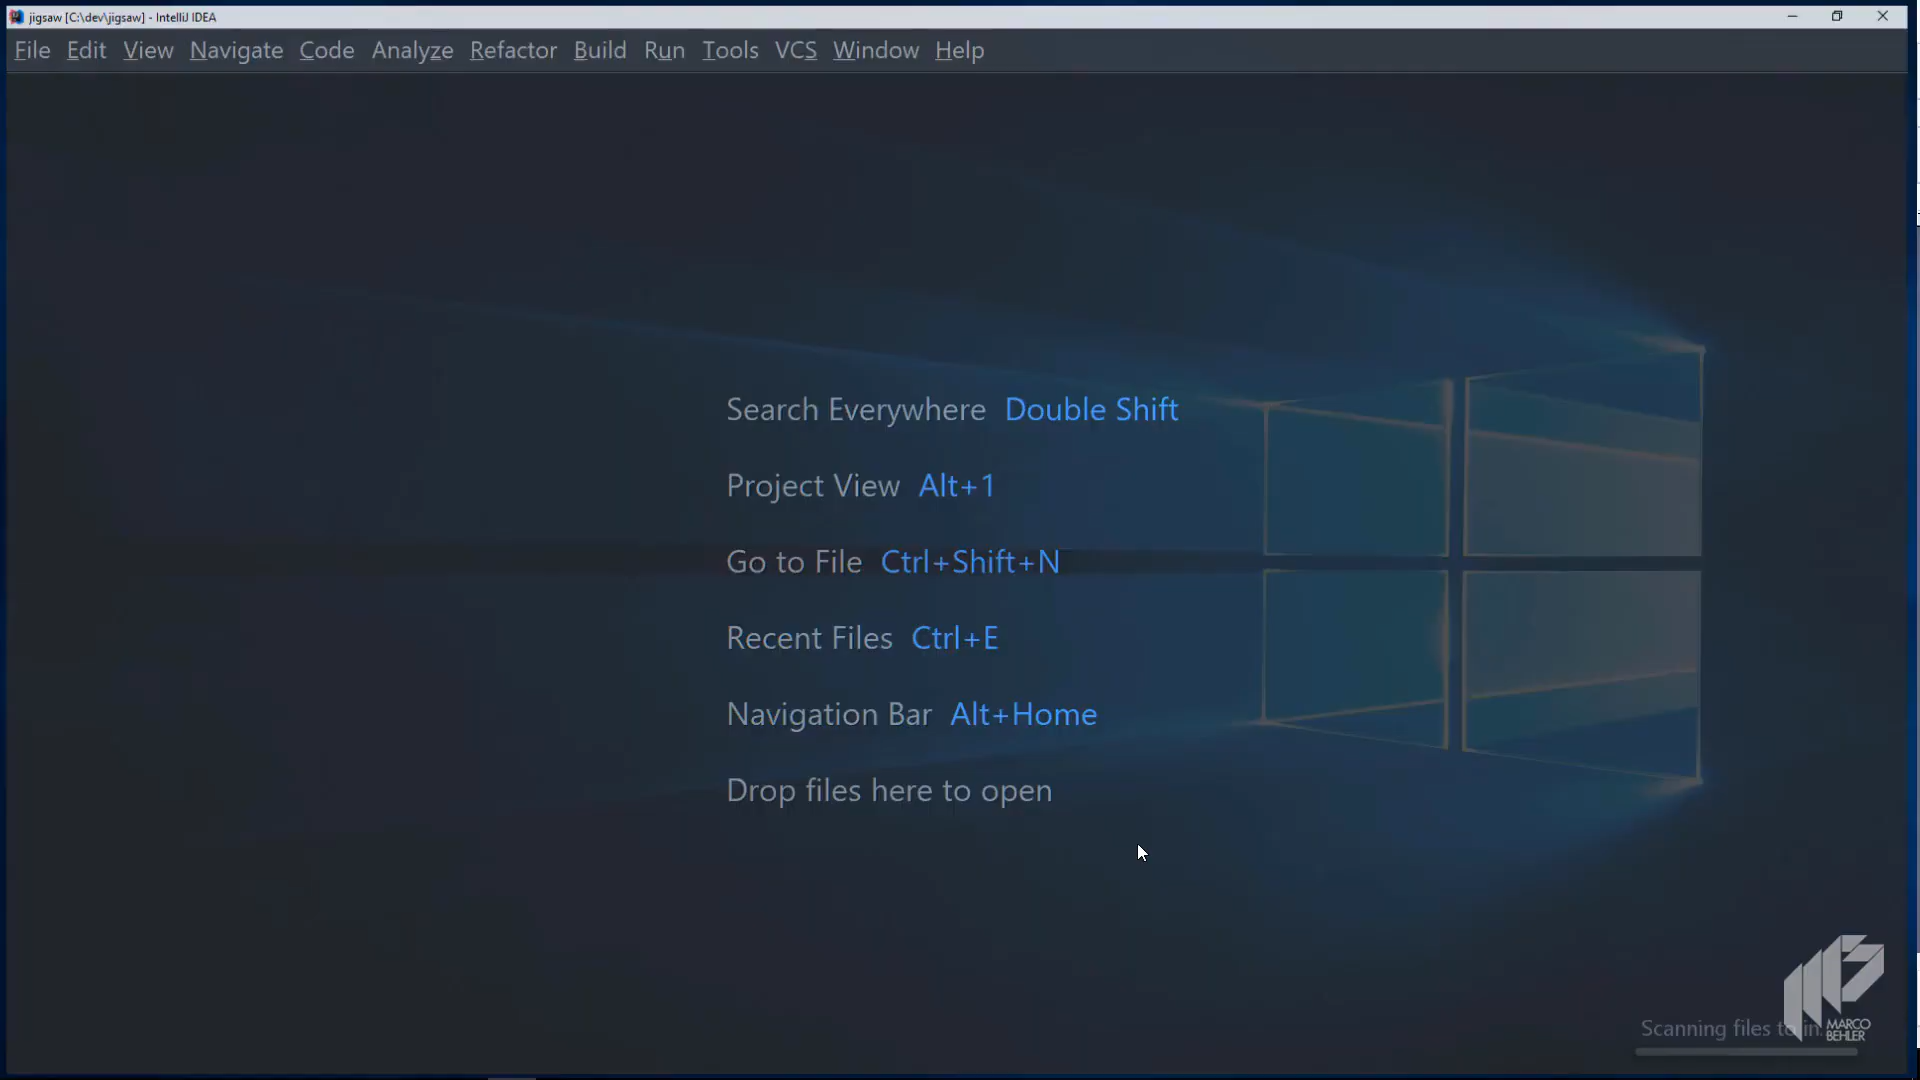 jigsaw [C:\dev\jigsaw] - IntelliJ IDEA
File Edit View Navigate Code Analyze Refactor Build Run Tools VCS Window Help
Search Everywhere Double Shift
Project View Alt+1
Go to File Ctrl+Shift+N
Recent Files Ctrl+E
Navigation Bar Alt+Home
Drop files here to open
Scanning files to in
MARCO
BEHLER